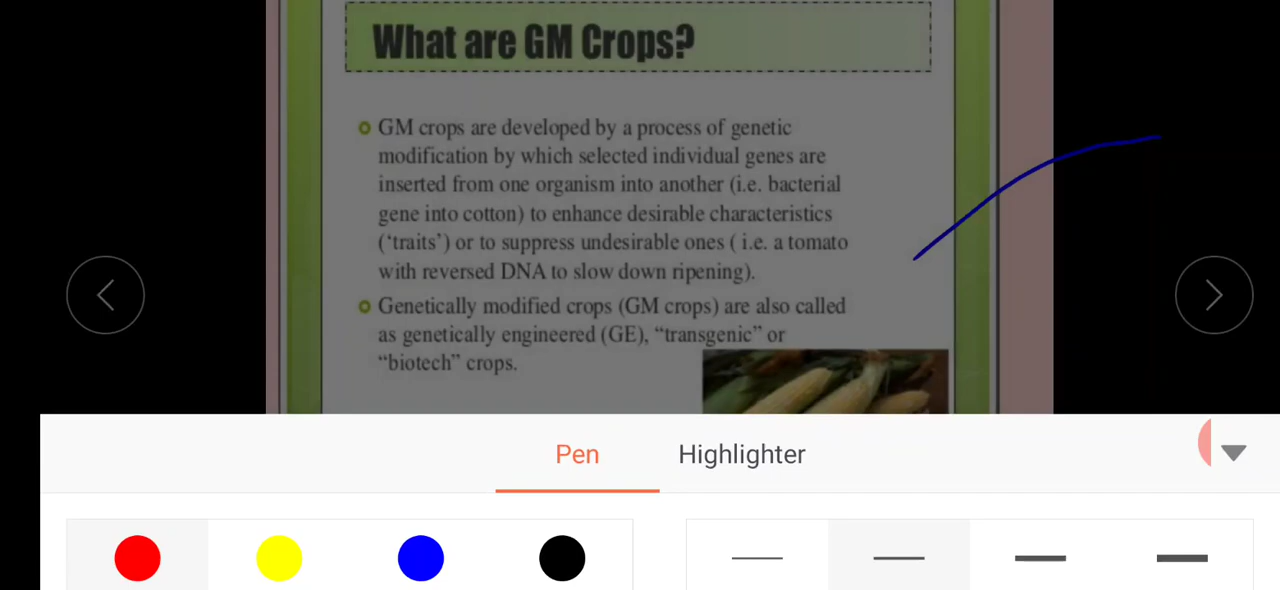 What are GM Crops?
GM crops are developed by a process of genetic
modification by which selected individual genes are
inserted from one organism into another (i.e. bacterial
gene into cotton) to enhance desirable characteristics
(‘traits’) or to suppress undesirable ones ( i.e. a tomato
with reversed DNA to slow down ripening).
Genetically modified crops (GM crops) are also called
as genetically engineered (GE), “transgenic” or
“biotech” crops.
Pen Highlighter